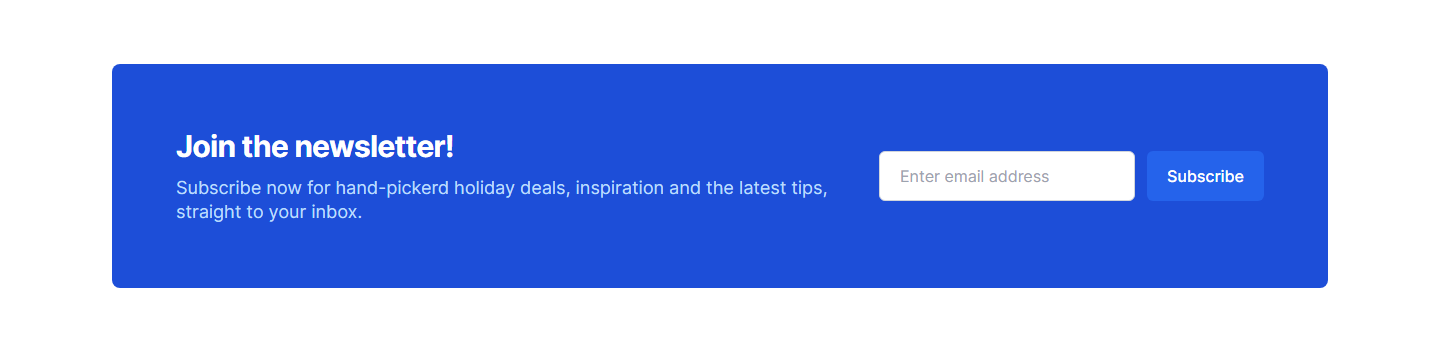 Join the newsletter!
Subscribe now for hand-pickerd holiday deals, inspiration and the latest tips,
straight to your inbox.
Enter email address
Subscribe